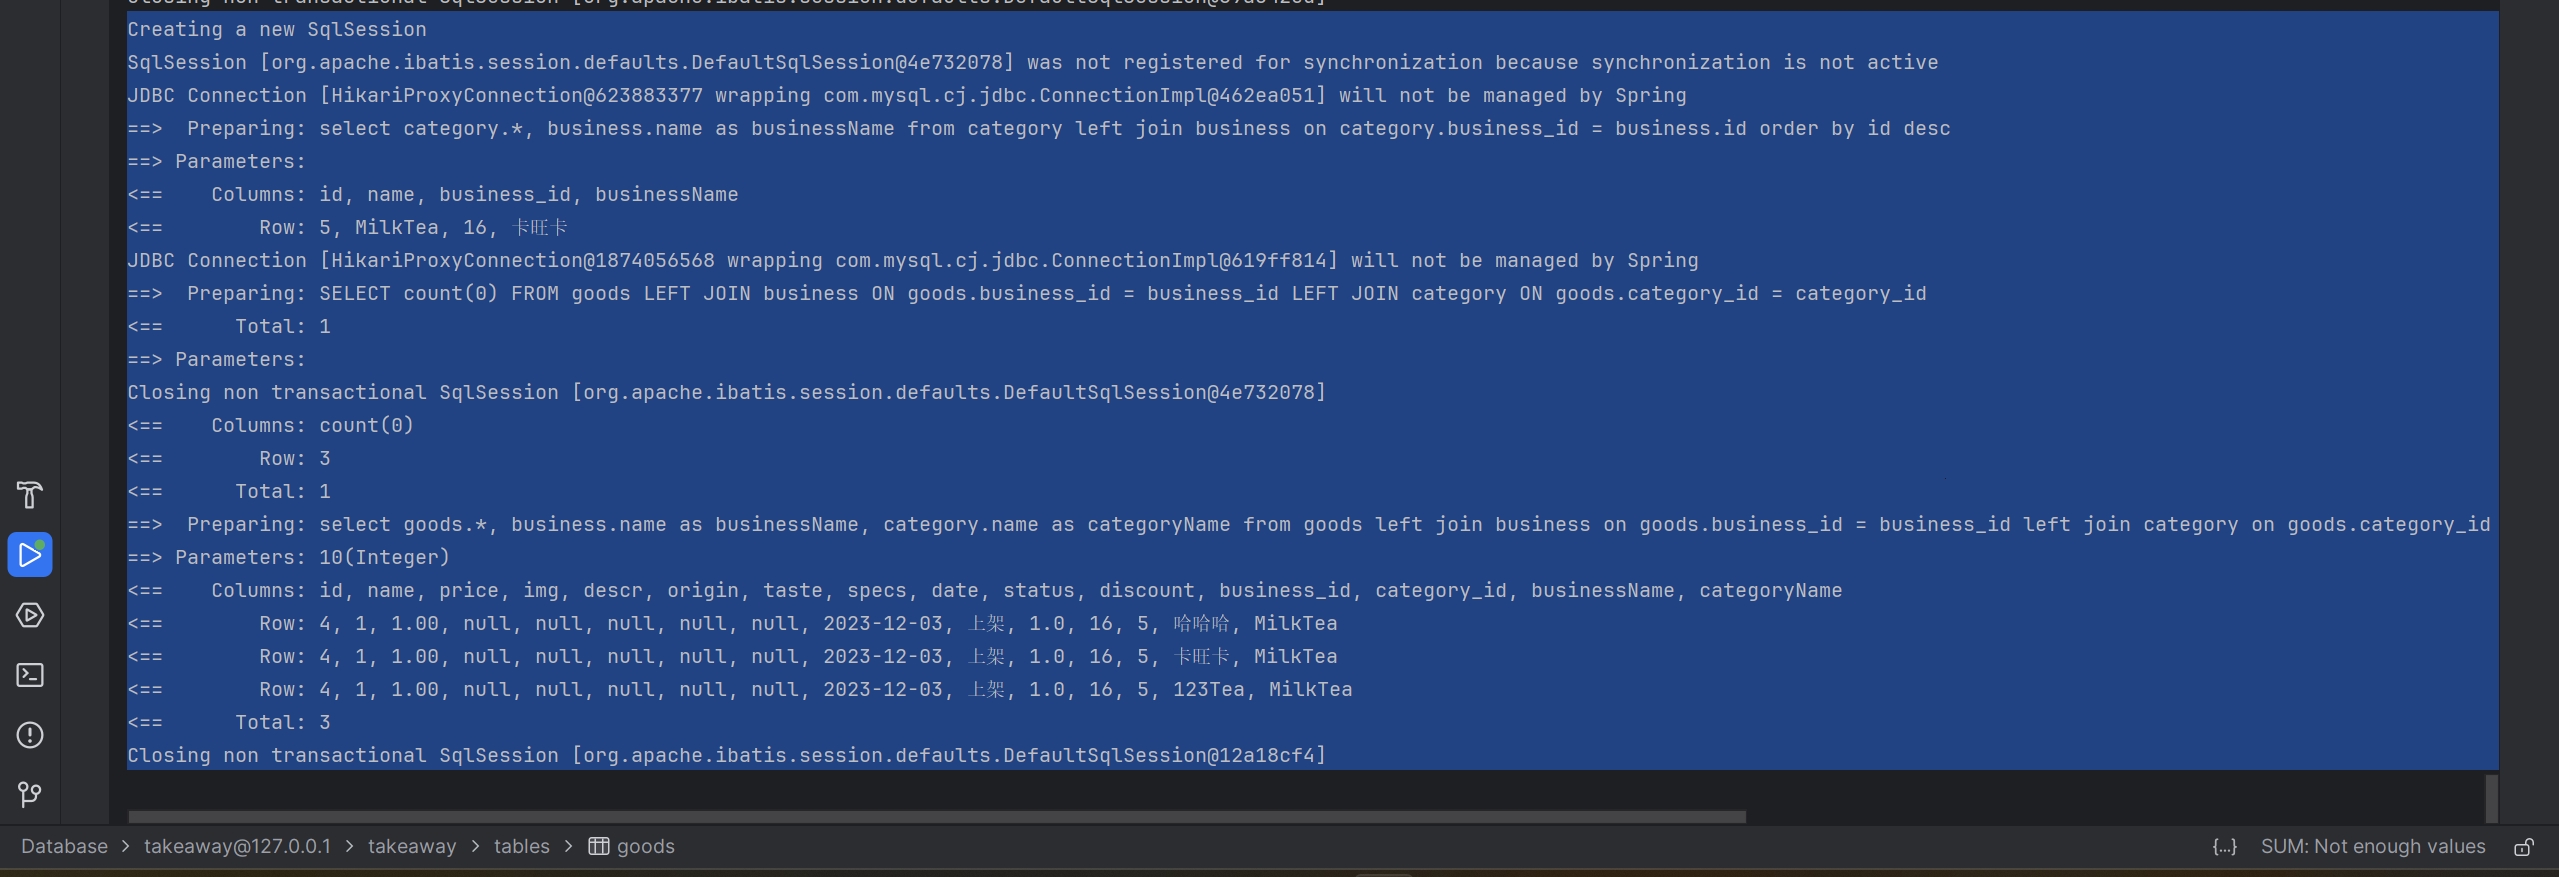 Creating a new SqlSession
SqlSession [org.apache.ibatis.session.defaults.DefaultSqlSession@4e732078] was not registered for synchronization because synchronization is not active
JDBC Connection [HikariProxyConnection@623883377 wrapping com.mysql.cj.jdbc.ConnectionImpl@462ea051] will not be managed by Spring
==>  Preparing: select category.*, business.name as businessName from category left join business on category.business_id = business.id order by id desc
==> Parameters:
<==    Columns: id, name, business_id, businessName
<==        Row: 5, MilkTea, 16, 卡旺卡
JDBC Connection [HikariProxyConnection@1874056568 wrapping com.mysql.cj.jdbc.ConnectionImpl@619ff814] will not be managed by Spring
==>  Preparing: SELECT count(0) FROM goods LEFT JOIN business ON goods.business_id = business_id LEFT JOIN category ON goods.category_id = category_id
<==      Total: 1
==> Parameters:
Closing non transactional SqlSession [org.apache.ibatis.session.defaults.DefaultSqlSession@4e732078]
<==    Columns: count(0)
<==        Row: 3
<==      Total: 1
==>  Preparing: select goods.*, business.name as businessName, category.name as categoryName from goods left join business on goods.business_id = business_id left join category on goods.category_id
==> Parameters: 10(Integer)
<==    Columns: id, name, price, img, descr, origin, taste, specs, date, status, discount, business_id, category_id, businessName, categoryName
<==        Row: 4, 1, 1.00, null, null, null, null, null, 2023-12-03, 上架, 1.0, 16, 5, 哈哈哈, MilkTea
<==        Row: 4, 1, 1.00, null, null, null, null, null, 2023-12-03, 上架, 1.0, 16, 5, 卡旺卡, MilkTea
<==        Row: 4, 1, 1.00, null, null, null, null, null, 2023-12-03, 上架, 1.0, 16, 5, 123Tea, MilkTea
<==      Total: 3
Closing non transactional SqlSession [org.apache.ibatis.session.defaults.DefaultSqlSession@12a18cf4]
Database > takeaway@127.0.0.1 > takeaway > tables > goods {...} SUM: Not enough values